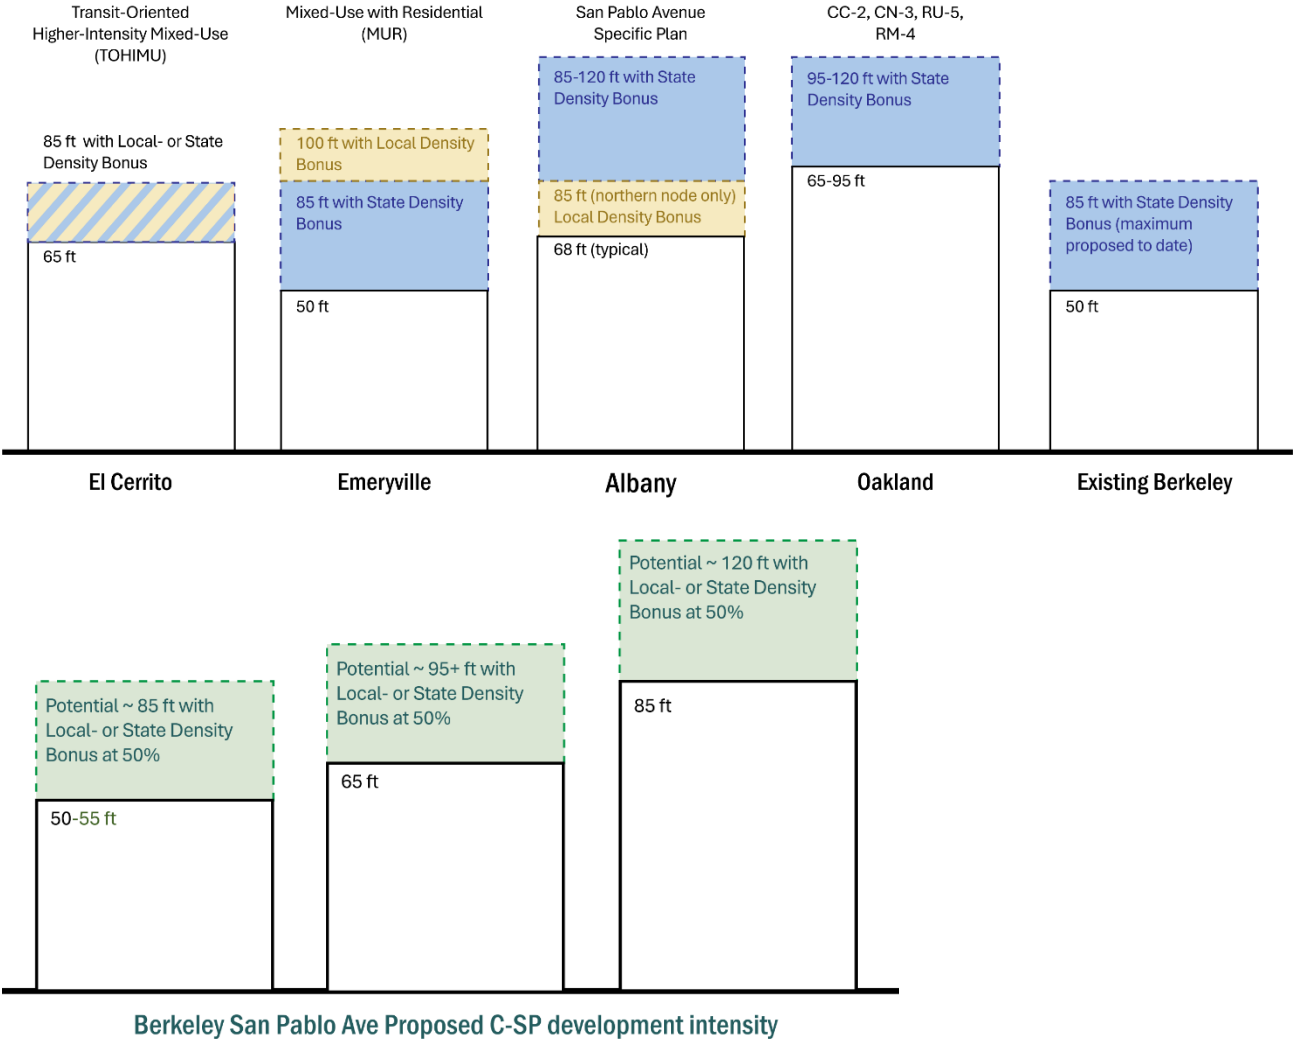 Transit-Oriented
Higher-Intensity Mixed-Use
(TOHIMU)
Mixed-Use with Residential
(MUR)
San Pablo Avenue
Specific Plan
CC-2, CN-3, RU-5,
RM-4
85 ft with Local- or State
Density Bonus
65 ft
100 ft with Local Density
Bonus
85 ft with State Density
Bonus
50 ft
85-120 ft with State
Density Bonus
85 ft (northern node only)
Local Density Bonus
68 ft (typical)
95-120 ft with State
Density Bonus
65-95 ft
85 ft with State Density
Bonus (maximum
proposed to date)
50 ft
El Cerrito
Emeryville
Albany
Oakland
Existing Berkeley
Potential ~ 85 ft with
Local- or State Density
Bonus at 50%
50-55 ft
Potential ~ 95+ ft with
Local- or State Density
Bonus at 50%
65 ft
Potential ~ 120 ft with
Local- or State Density
Bonus at 50%
85 ft
Berkeley San Pablo Ave Proposed C-SP development intensity